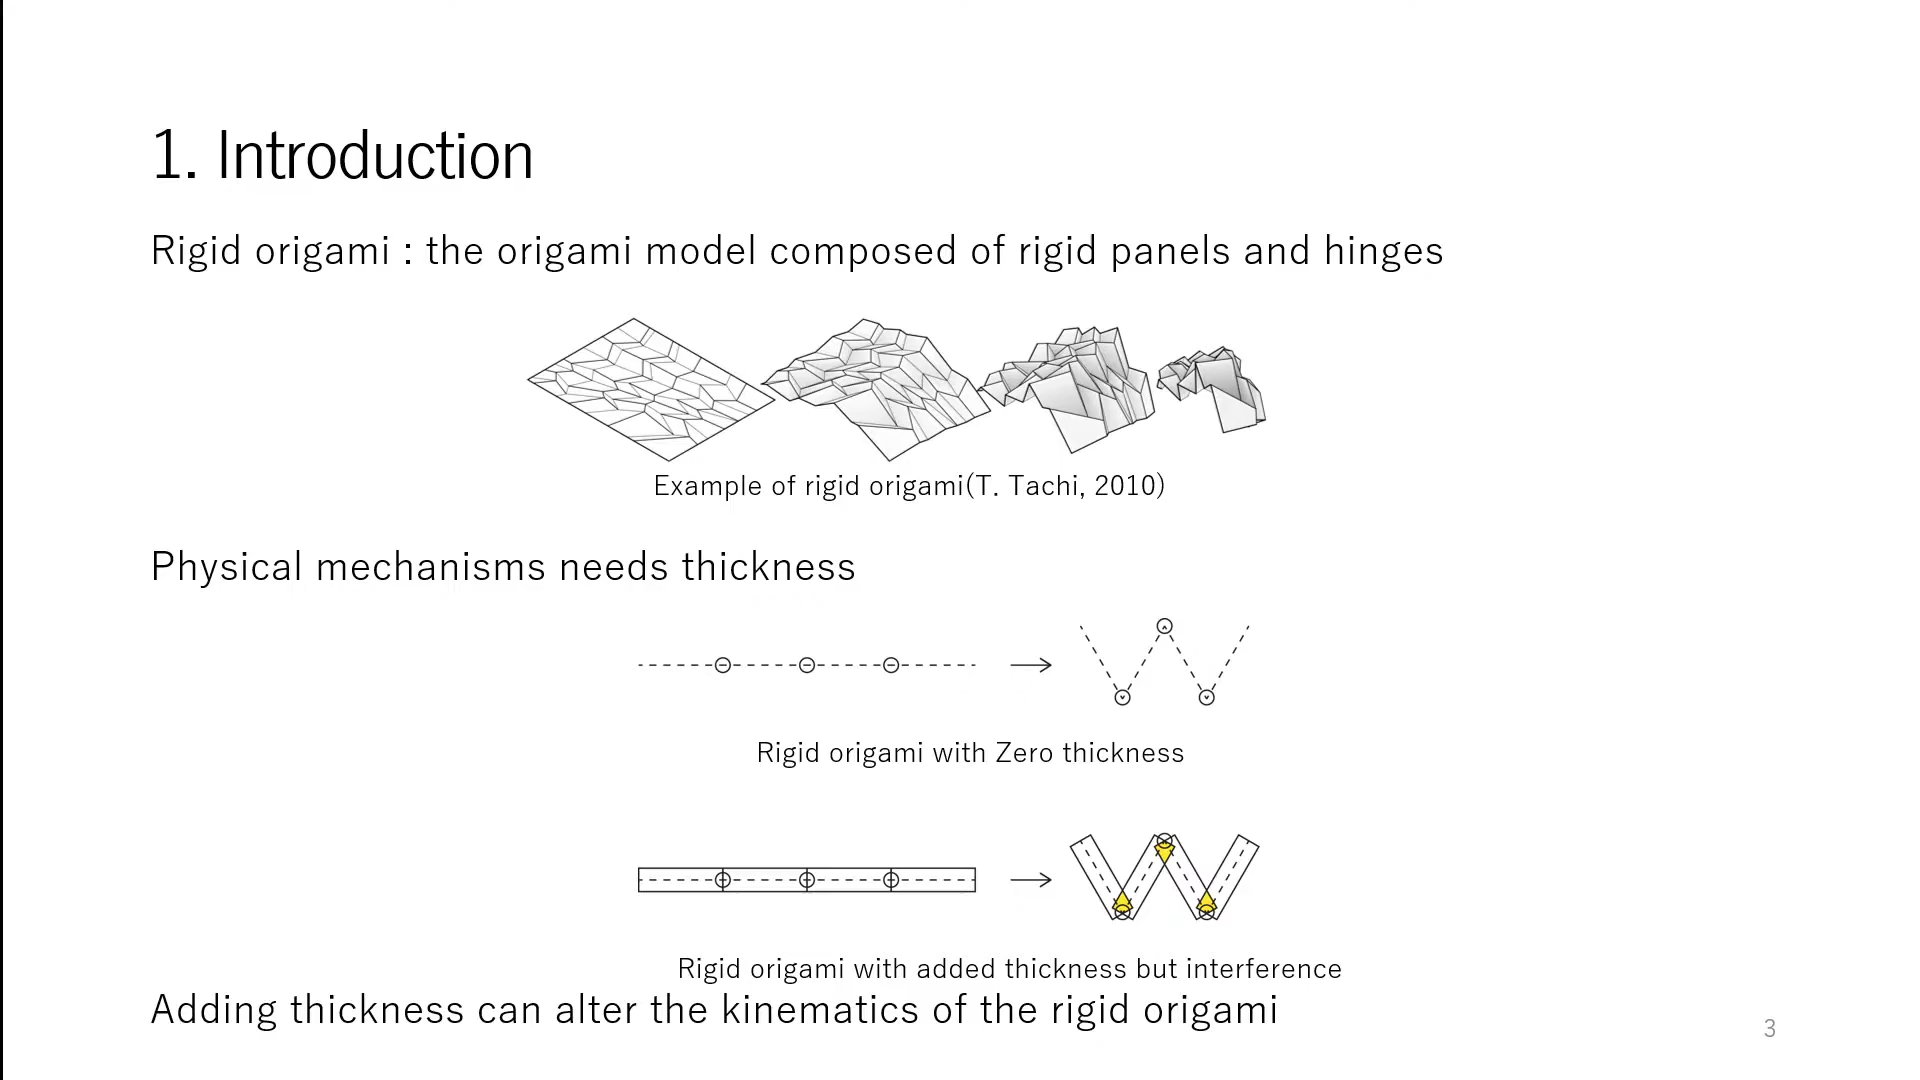 1. Introduction
Rigid origami : the origami model composed of rigid panels and hinges
Example of rigid origami(T. Tachi, 2010)
Physical mechanisms needs thickness
Rigid origami with Zero thickness
Rigid origami with added thickness but interference
Adding thickness can alter the kinematics of the rigid origami
3